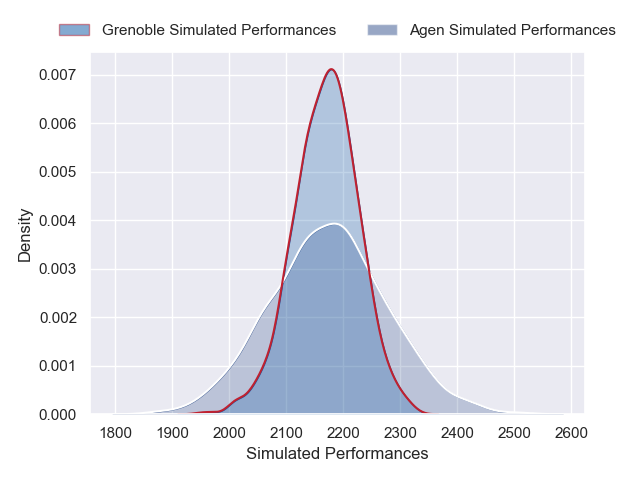 Grenoble Simulated Performances
Agen Simulated Performances
0.007
0.006
0.005
0.004
0.003
0.002
0.001
0.000
Density
1800 1900 2000 2100 2200 2300 2400 2500 2600
Simulated Performances